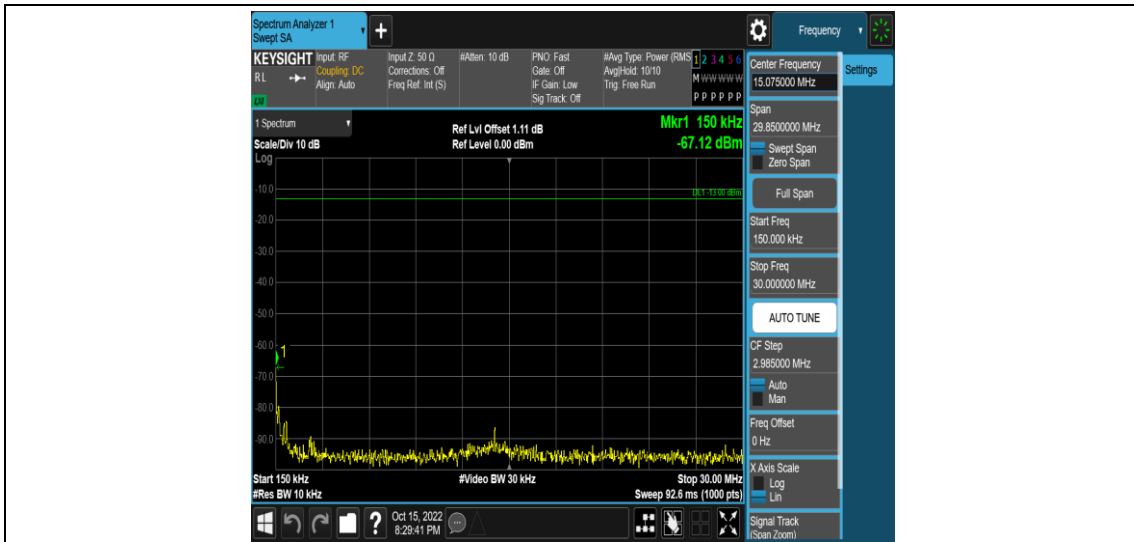 Spectrum Analyzer 1
Swept SA
+
Frequency
KEYSIGHT
RL
Input: RF
Coupling: DC
Align: Auto
Input Z: 50 Ω
Corrections: Off
Freq Ref: Int (S)
#Atten: 10 dB
PNO: Fast
Gate: Off
IF Gain: Low
Sig Track: Off
#Avg Type: Power (RMS
Avg|Hold: 10/10
Trig: Free Run
1 2 3 4 5 6
M W W W W W
P P P P P P
Center Frequency
15.075000 MHz
Settings
Span
29.8500000 MHz
Swept Span
Zero Span
Full Span
Start Freq
150.000 kHz
Stop Freq
30.000000 MHz
AUTO TUNE
CF Step
2.985000 MHz
Auto
Man
Freq Offset
0 Hz
X Axis Scale
Log
Lin
Signal Track
(Span Zoom)
1 Spectrum
Scale/Div 10 dB
Log
Ref Lvl Offset 1.11 dB
Ref Level 0.00 dBm
Mkr1 150 kHz
-67.12 dBm
DL1 -13.00 dBm
-10.0
-20.0
-30.0
-40.0
-50.0
-60.0
1
-70.0
-80.0
-90.0
Start 150 kHz
#Res BW 10 kHz
#Video BW 30 kHz
Stop 30.00 MHz
Sweep 92.6 ms (1000 pts)
?
Oct 15, 2022
8:29:41 PM